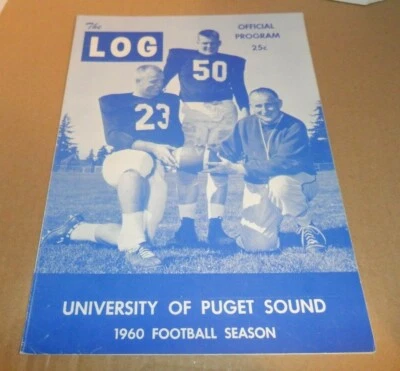 The
LOG
OFFICIAL
PROGRAM
25c
50
23
UNIVERSITY OF PUGET SOUND
1960 FOOTBALL SEASON